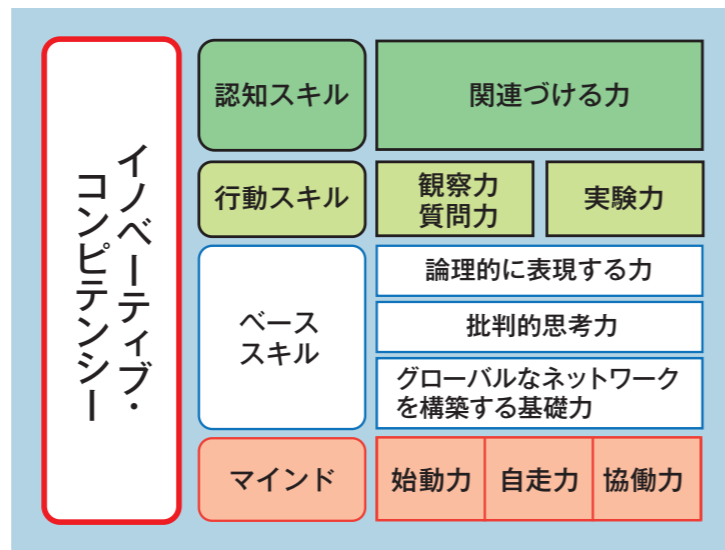 イノベーティブ・
コンピテンシー
認知スキル
関連づける力
行動スキル
観察力
質問力
実験力
ベース
スキル
論理的に表現する力
批判的思考力
グローバルなネットワーク
を構築する基礎力
マインド
始動力
自走力
協働力